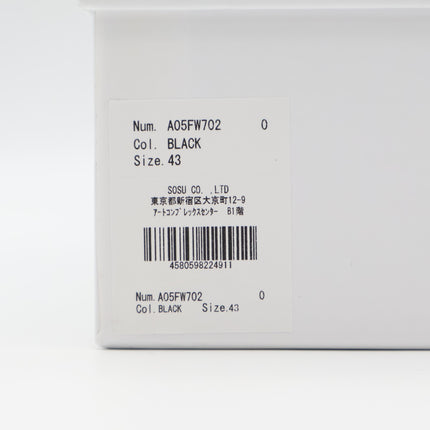 Num. A05FW702 0
Col. BLACK
Size. 43
SOSU CO. ,LTD
東京都新宿区大京町12-9
ｱｰﾄｺﾝﾌﾟﾚｯｸｽｾﾝﾀｰ B1階
4580598224911
Num. A05FW702 0
Col. BLACK Size. 43